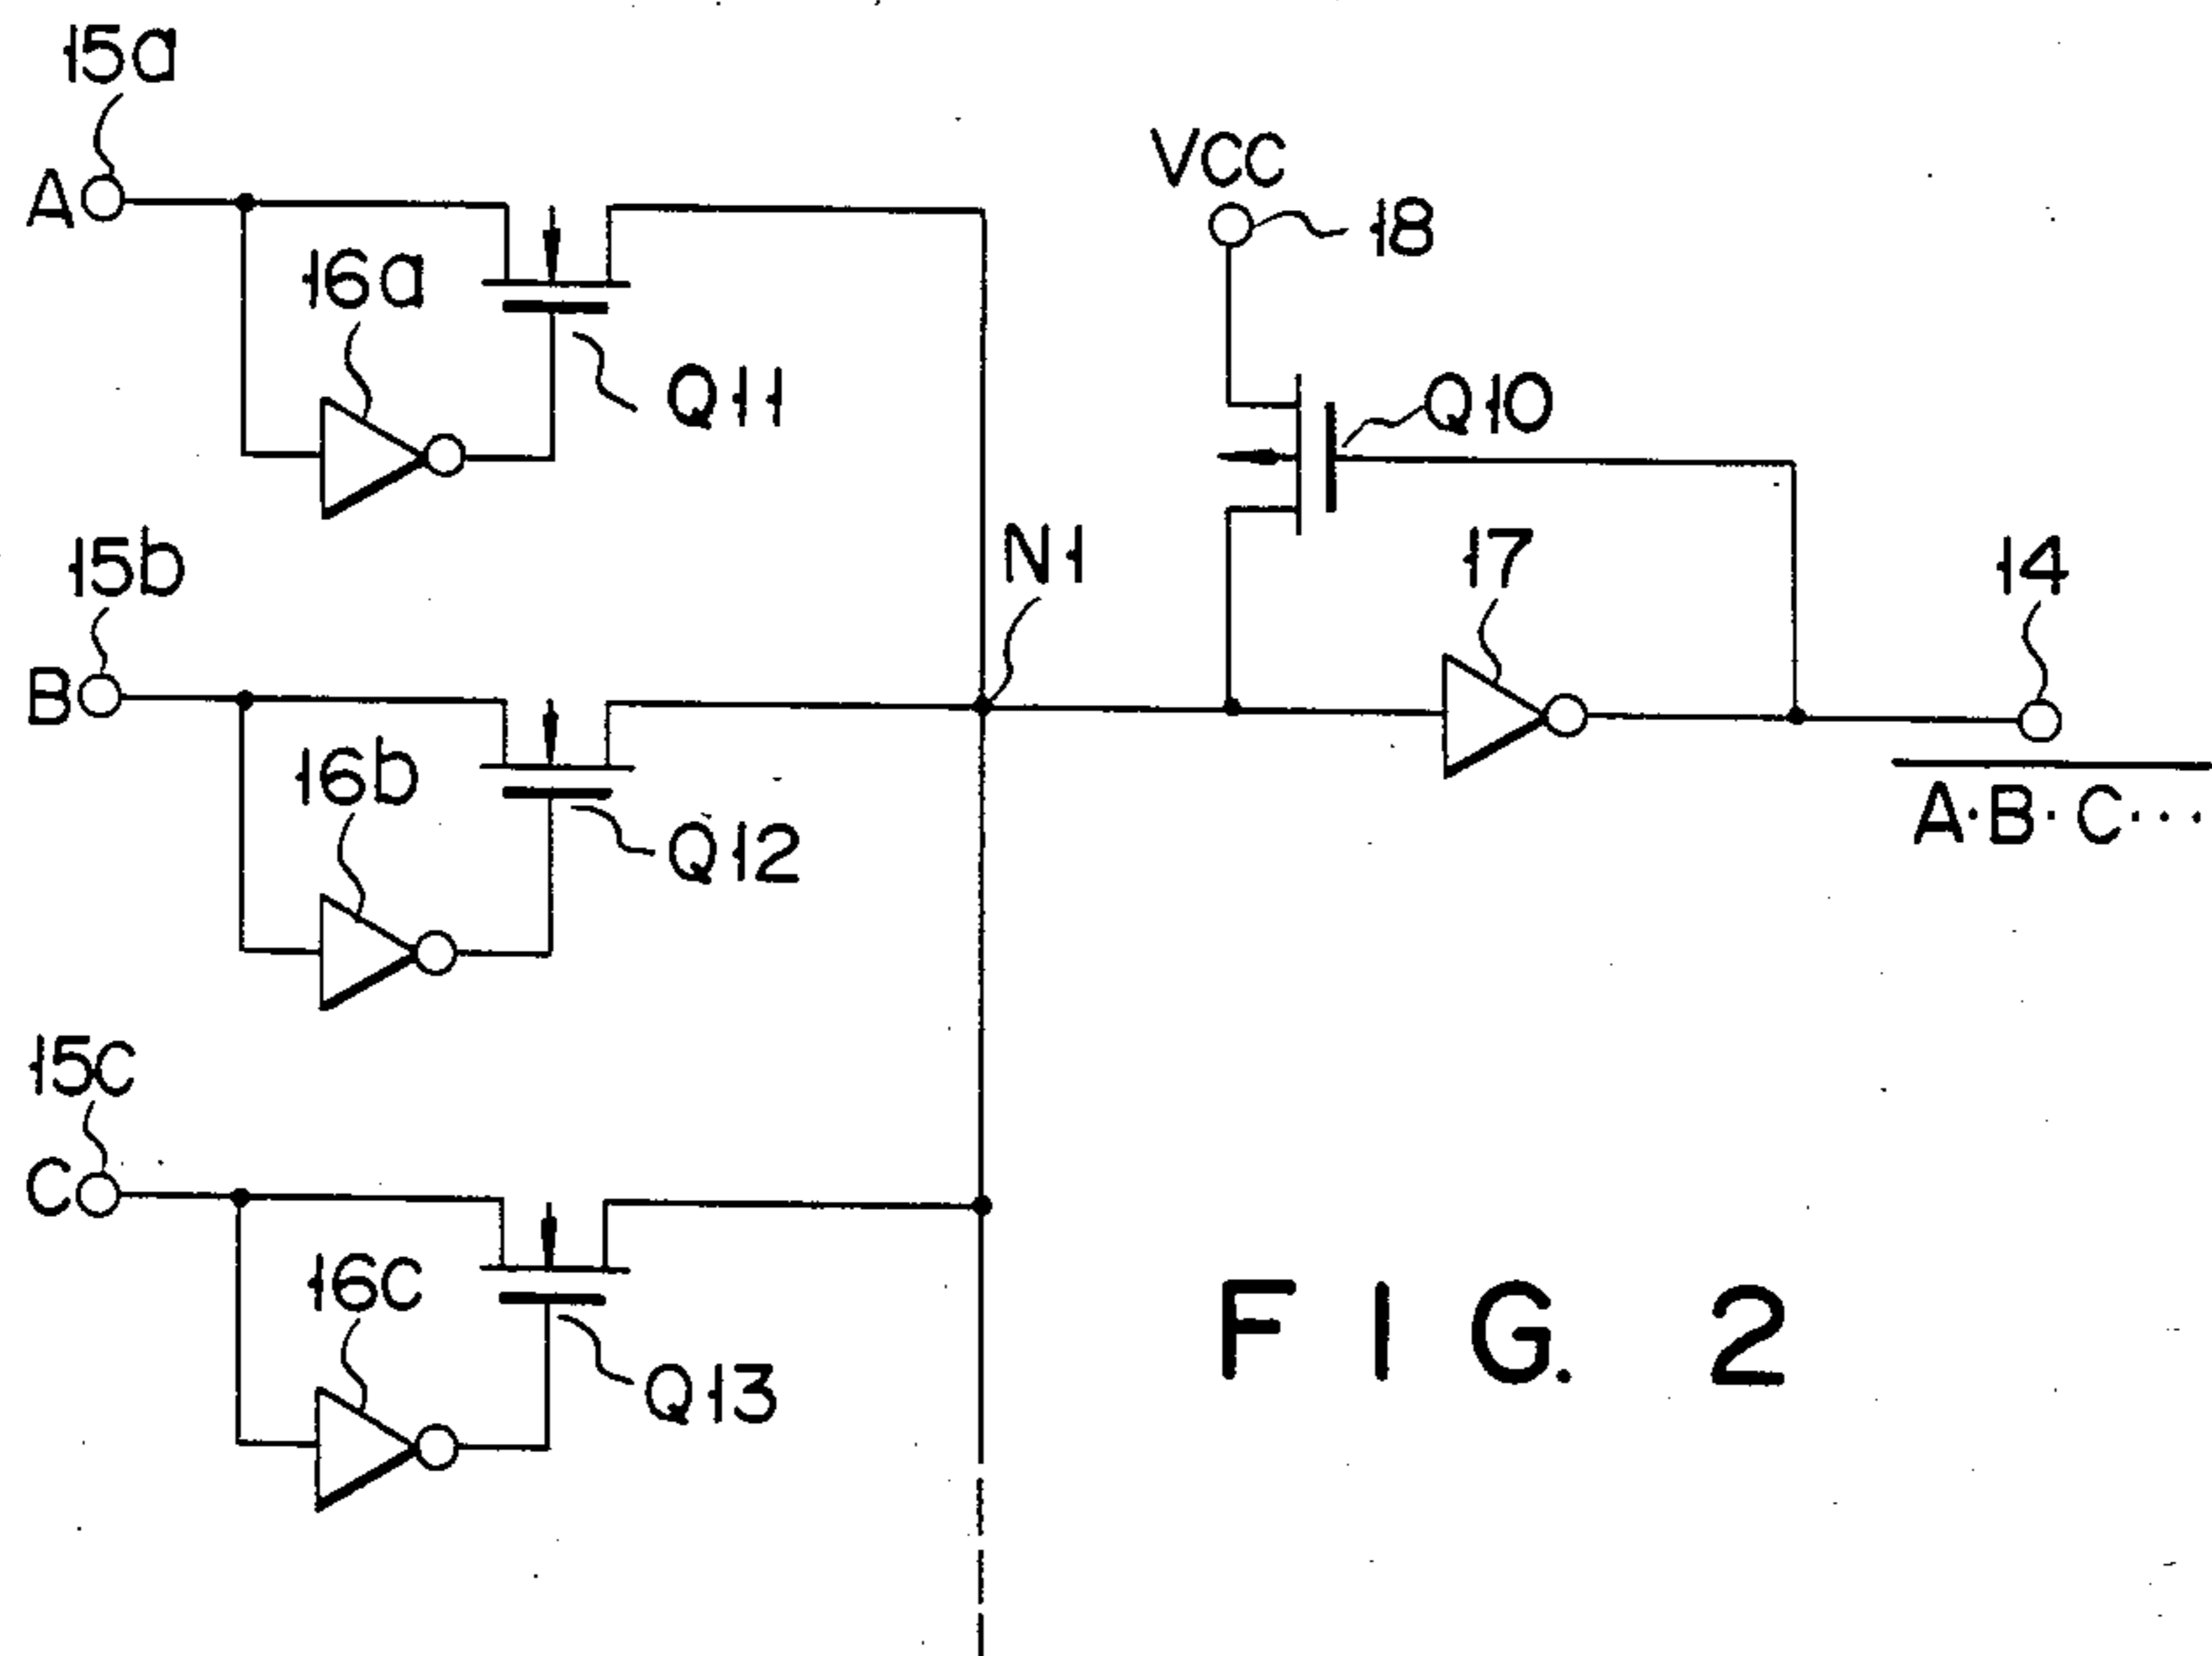 15a
A
VCC
18
16a
Q11
Q10
15b
N1
17
14
B
16b
A·B·C···
Q12
15C
C
16C
Q13
FIG. 2